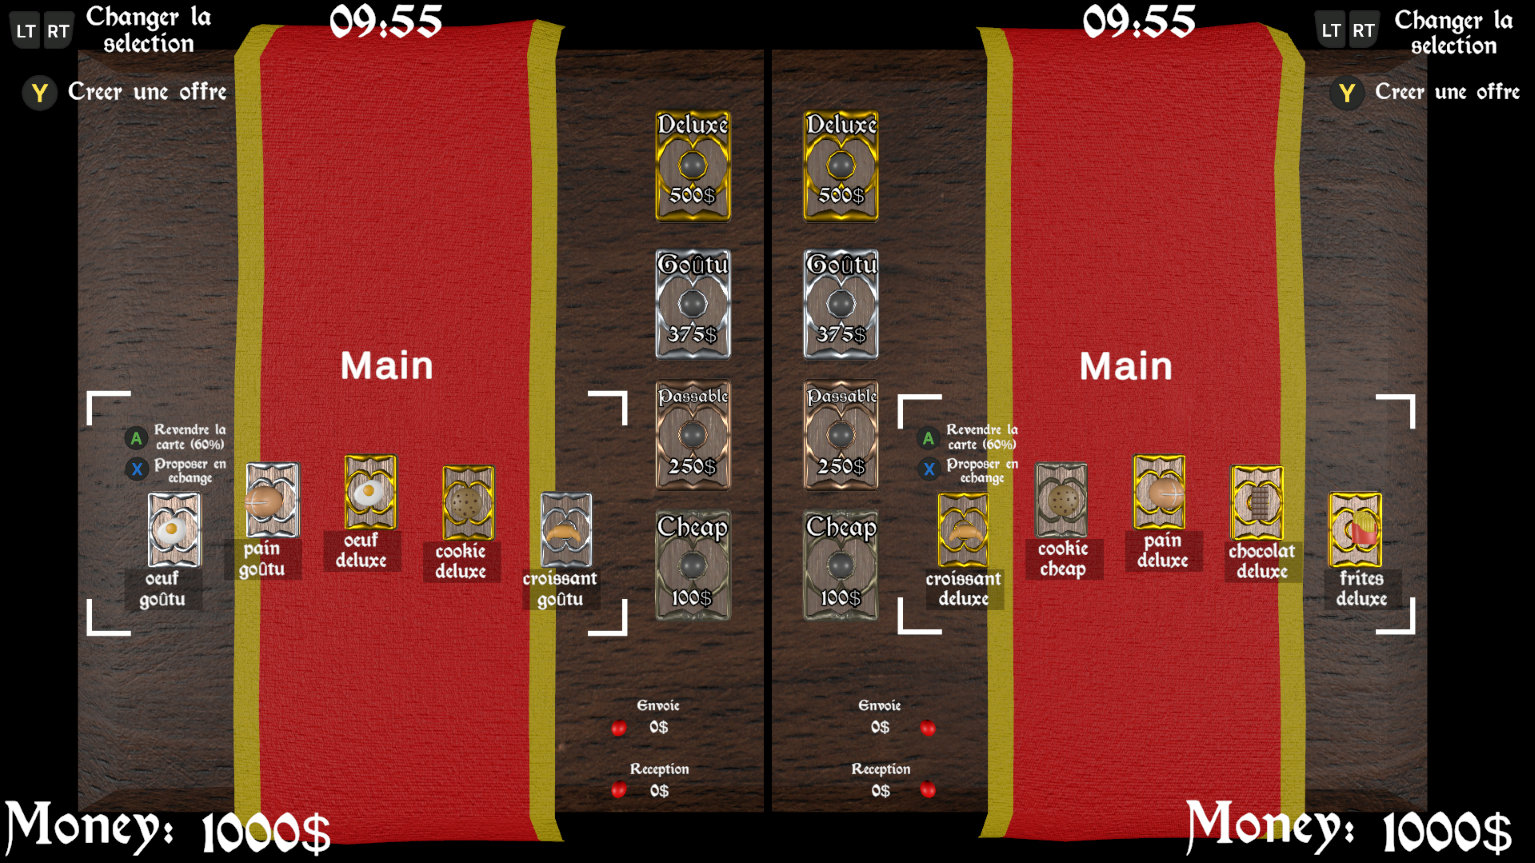 LT RT Changer la
selection
Y Creer une offre
09:55
Deluxe
500$
Goûtu
375$
Passable
250$
Cheap
100$
Main
A Revendre la
carte (60%)
X Proposer en
echange
oeuf
goûtu
pain
goûtu
oeuf
deluxe
cookie
deluxe
croissant
goûtu
Envoie
0$
Reception
0$
Money: 1000$
09:55
LT RT Changer la
selection
Y Creer une offre
Deluxe
500$
Goûtu
375$
Passable
250$
Cheap
100$
Main
A Revendre la
carte (60%)
X Proposer en
echange
croissant
deluxe
cookie
cheap
pain
deluxe
chocolat
deluxe
frites
deluxe
Envoie
0$
Reception
0$
Money: 1000$